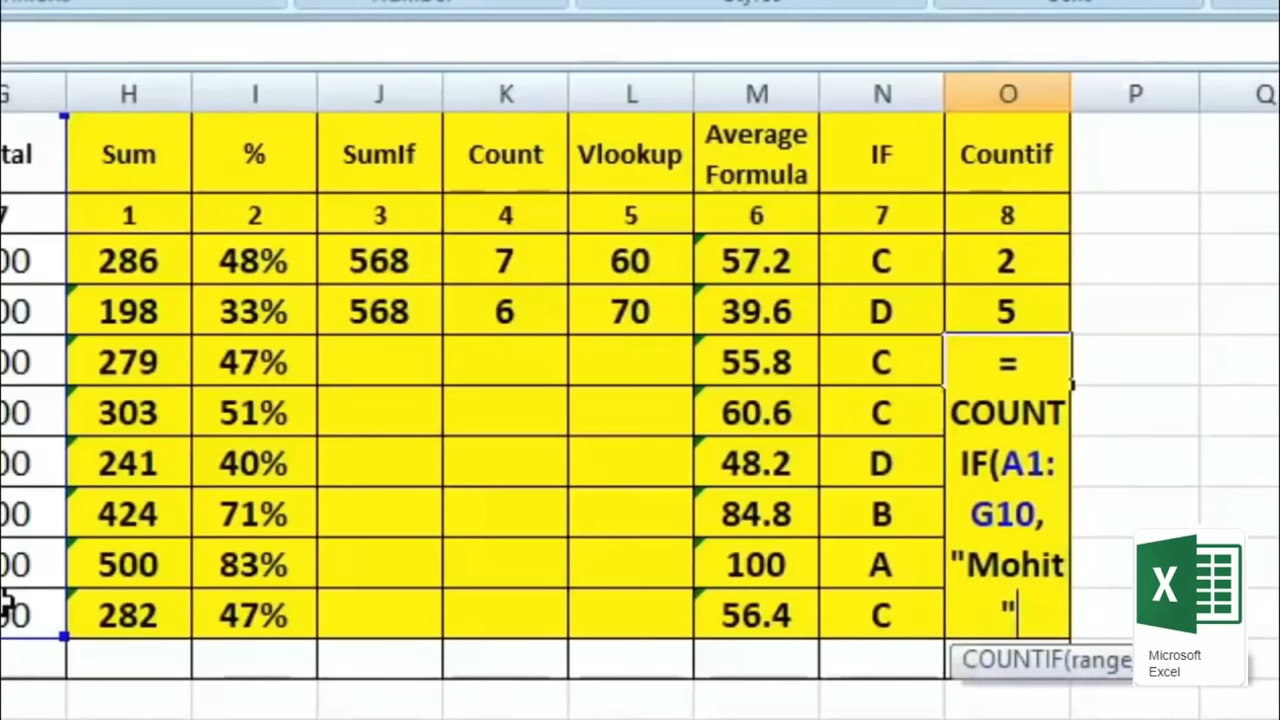 G H I J K L M N O P Q
tal Sum % SumIf Count Vlookup Average Formula IF Countif
7 1 2 3 4 5 6 7 8
00 286 48% 568 7 60 57.2 C 2
00 198 33% 568 6 70 39.6 D 5
00 279 47% 55.8 C =
00 303 51% 60.6 C COUNT
00 241 40% 48.2 D IF(A1:
00 424 71% 84.8 B G10,
00 500 83% 100 A "Mohit
00 282 47% 56.4 C "
COUNTIF(range,
X
Microsoft
Excel